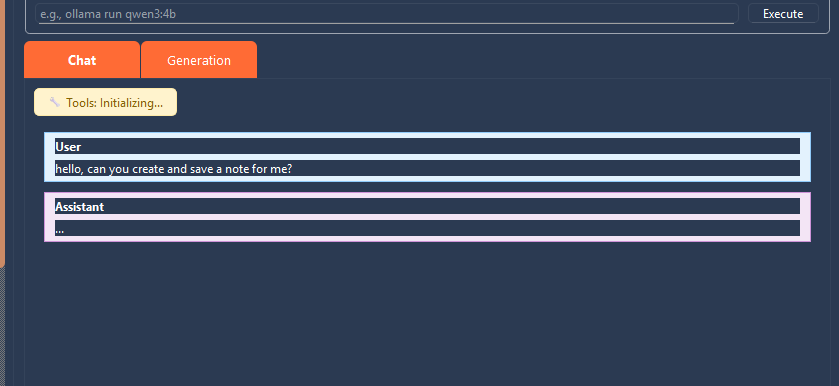 e.g., ollama run qwen3:4b
Execute
Chat
Generation
Tools: Initializing...
User
hello, can you create and save a note for me?
Assistant
...